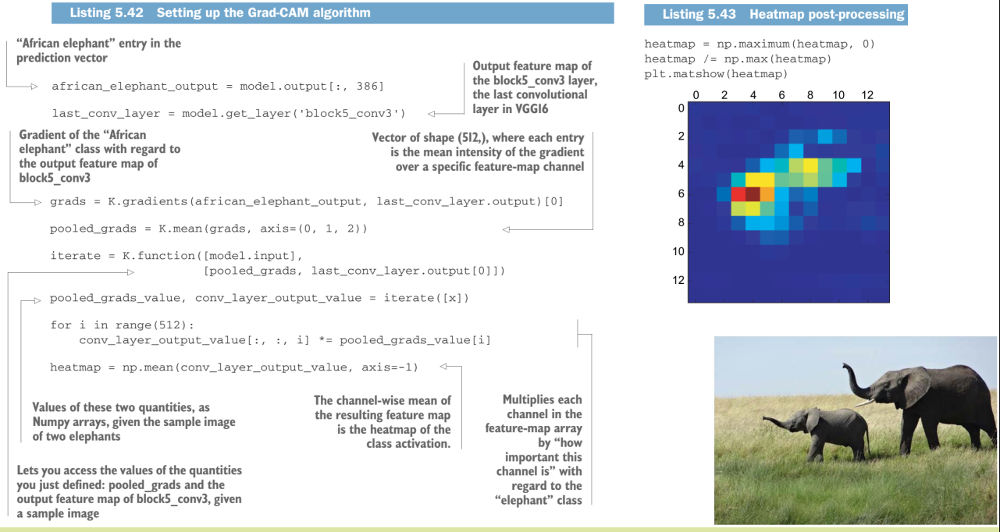 Listing 5.42 Setting up the Grad-CAM algorithm
“African elephant” entry in the
prediction vector
african_elephant_output = model.output[:, 386]
Output feature map of
the block5_conv3 layer,
the last convolutional
layer in VGG16
last_conv_layer = model.get_layer('block5_conv3')
Gradient of the “African
elephant” class with regard to
the output feature map of
block5_conv3
Vector of shape (512,), where each entry
is the mean intensity of the gradient
over a specific feature-map channel
grads = K.gradients(african_elephant_output, last_conv_layer.output)[0]
pooled_grads = K.mean(grads, axis=(0, 1, 2))
iterate = K.function([model.input],
[pooled_grads, last_conv_layer.output[0]])
pooled_grads_value, conv_layer_output_value = iterate([x])
for i in range(512):
conv_layer_output_value[:, :, i] *= pooled_grads_value[i]
heatmap = np.mean(conv_layer_output_value, axis=-1)
Values of these two quantities, as
Numpy arrays, given the sample image
of two elephants
The channel-wise mean of
the resulting feature map
is the heatmap of the
class activation.
Multiplies each
channel in the
feature-map array
by “how
important this
channel is” with
regard to the
“elephant” class
Lets you access the values of the quantities
you just defined: pooled_grads and the
output feature map of block5_conv3, given
a sample image
Listing 5.43 Heatmap post-processing
heatmap = np.maximum(heatmap, 0)
heatmap /= np.max(heatmap)
plt.matshow(heatmap)
0 2 4 6 8 10 12
0
2
4
6
8
10
12